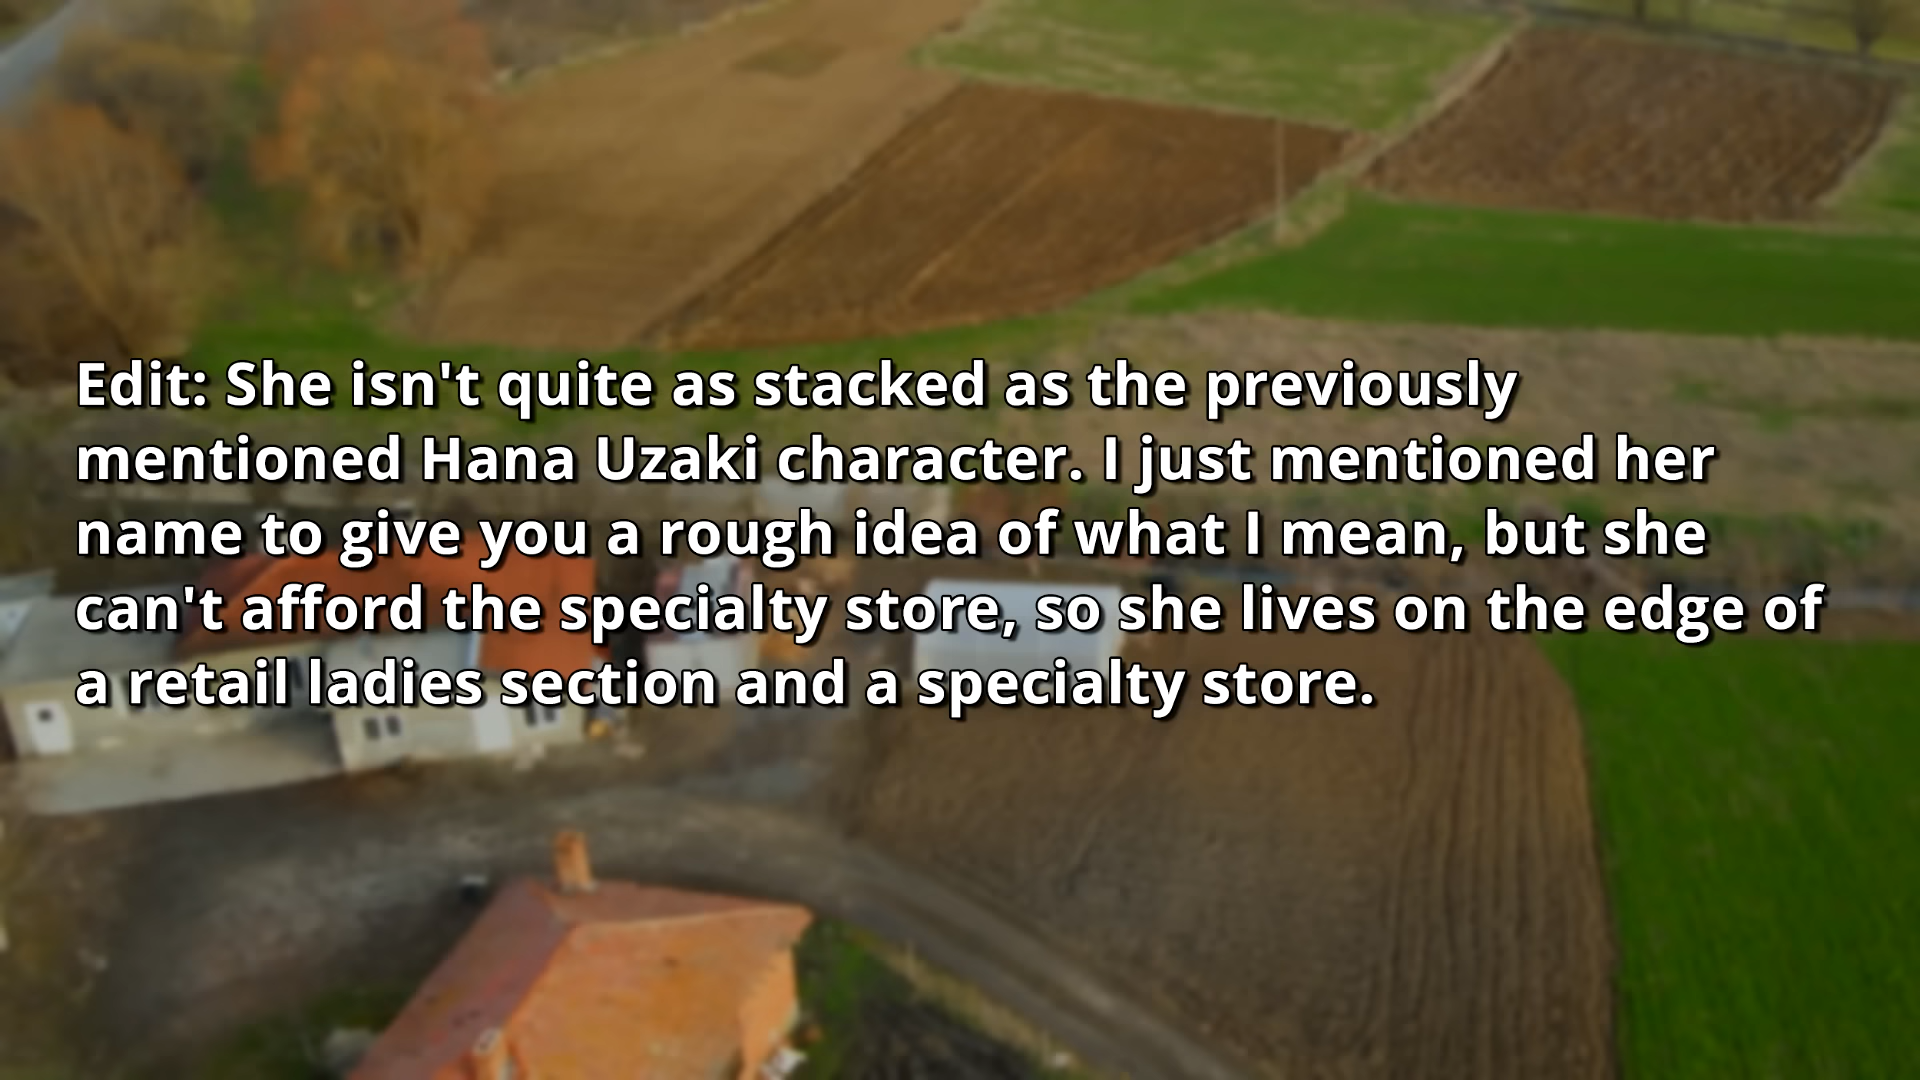 Edit: She isn't quite as stacked as the previously
mentioned Hana Uzaki character. I just mentioned her
name to give you a rough idea of what I mean, but she
can't afford the specialty store, so she lives on the edge of
a retail ladies section and a specialty store.